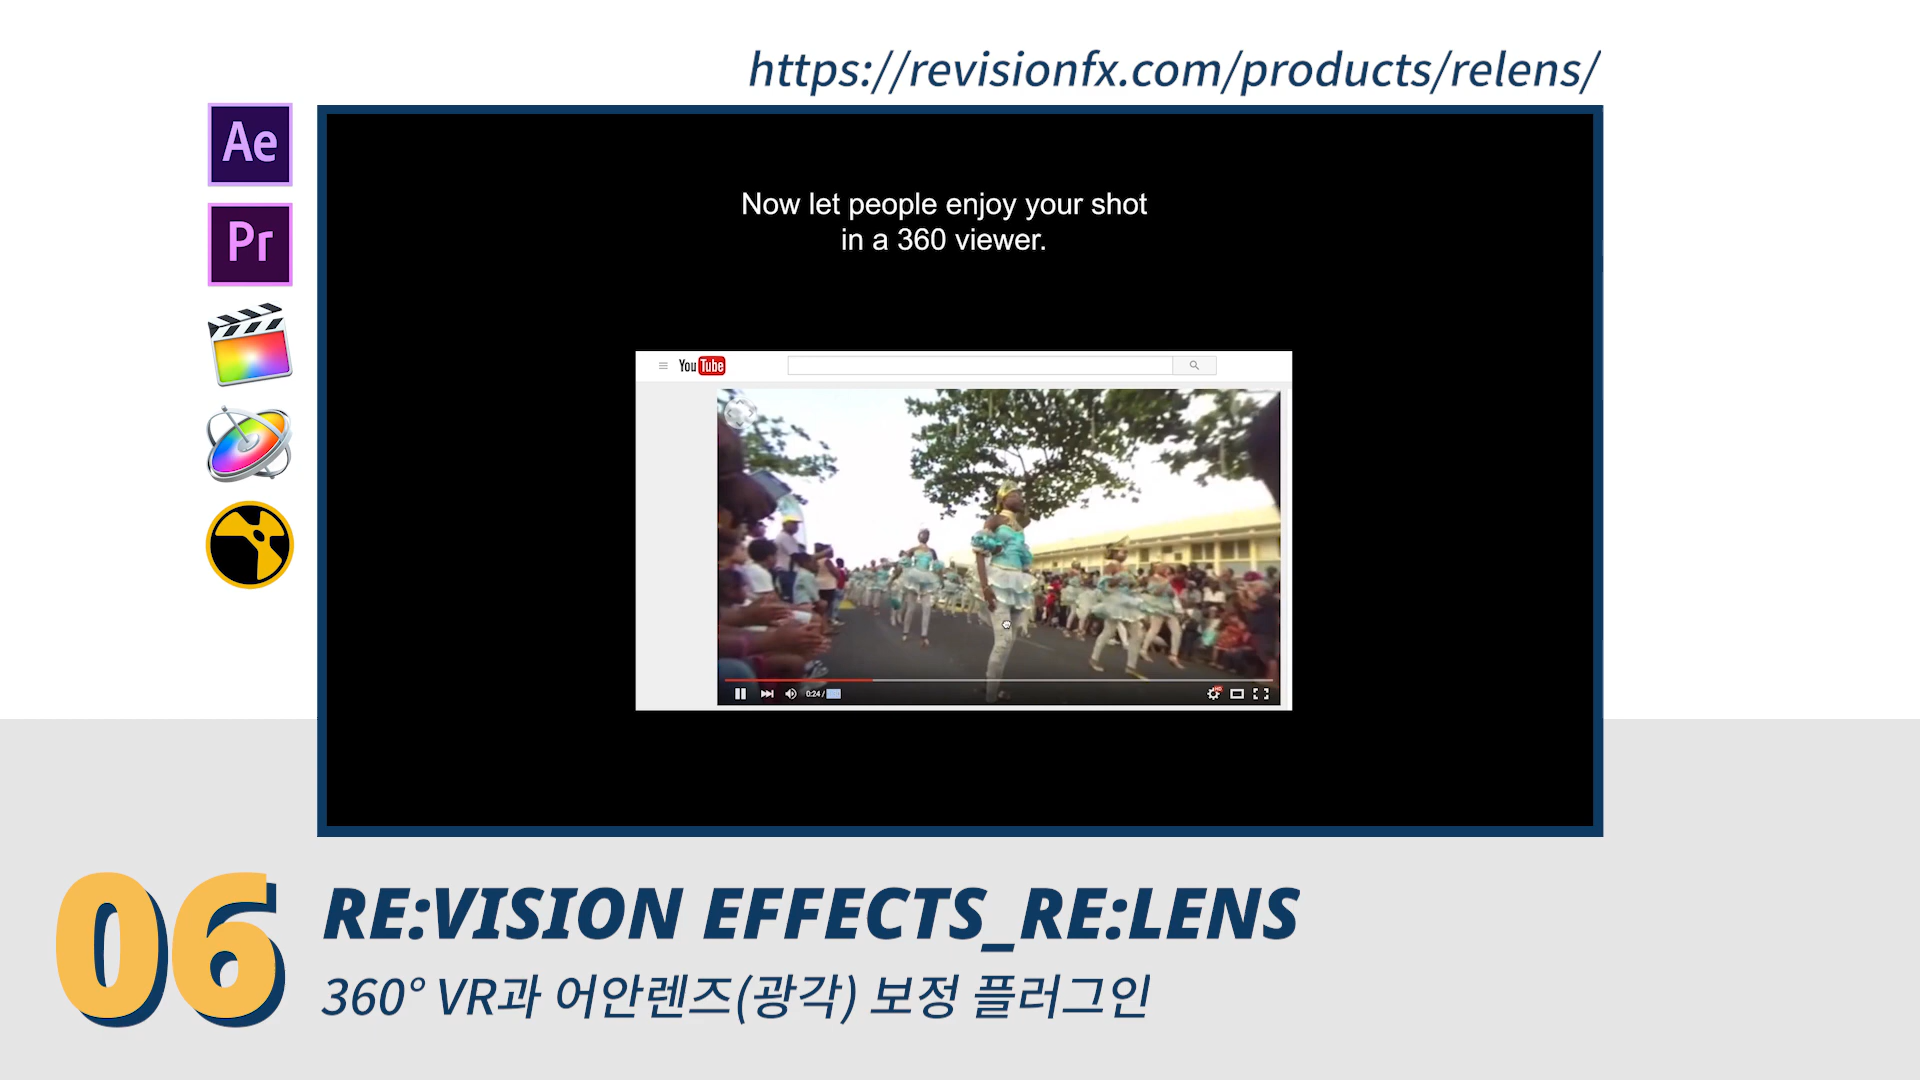 https://revisionfx.com/products/relens/
Ae
Pr
Now let people enjoy your shot
in a 360 viewer.
YouTube
0:24 /
06
RE:VISION EFFECTS_RE:LENS
360° VR과 어안렌즈(광각) 보정 플러그인